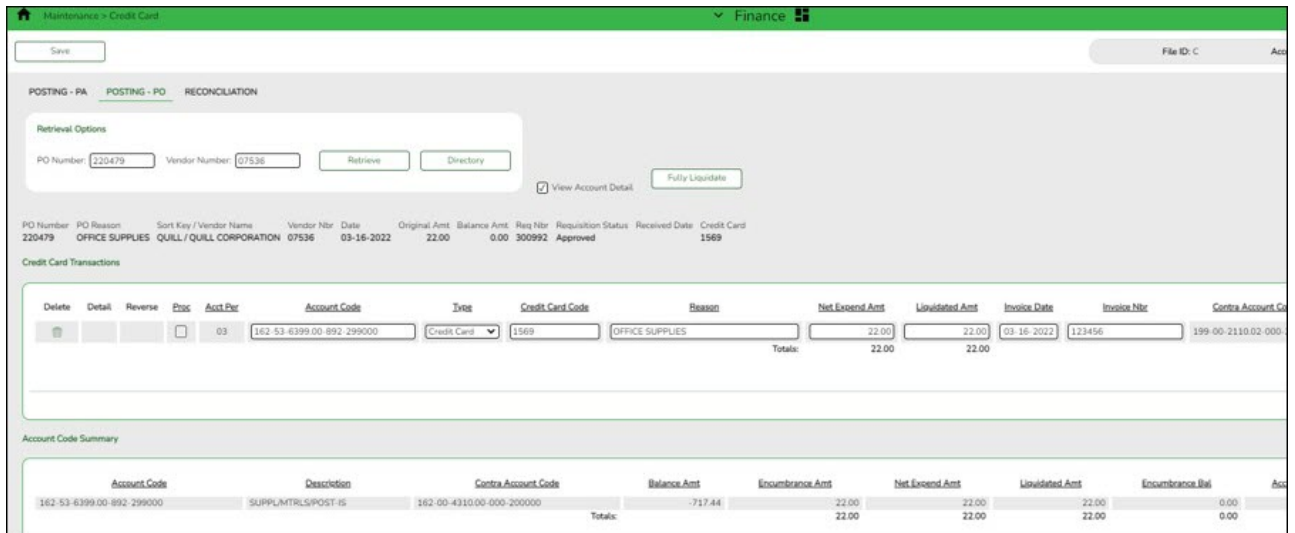 Maintenance > Credit Card Finance
Save File ID: C
POSTING - PA POSTING - PO RECONCILIATION
Retrieval Options
PO Number: 220479 Vendor Number: 07536 Retrieve Directory
View Account Detail Fully Liquidate
PO Number PO Reason Sort Key / Vendor Name Vendor Nbr Date Original Amt Balance Amt Req Nbr Requisition Status Received Date Credit Card
220479 OFFICE SUPPLIES QUILL / QUILL CORPORATION 07536 03-16-2022 22.00 0.00 300992 Approved 1569
Credit Card Transactions
Delete Detail Reverse Proc Acct Per Account Code Type Credit Card Code Reason Net Expend Amt Liquidated Amt Invoice Date Invoice Nbr Contra Account Co
03 162-53-6399.00-892-299000 Credit Card 1569 OFFICE SUPPLIES 22.00 22.00 03-16-2022 123456 199-00-2110.02-000-
Totals: 22.00 22.00
Account Code Summary
Account Code Description Contra Account Code Balance Amt Encumbrance Amt Net Expend Amt Liquidated Amt Encumbrance Bal
162-53-6399.00-892-299000 SUPPL/MTRLS/POST-IS 162-00-4310.00-000-200000 -717.44 22.00 22.00 22.00 0.00
Totals: 22.00 22.00 22.00 0.00